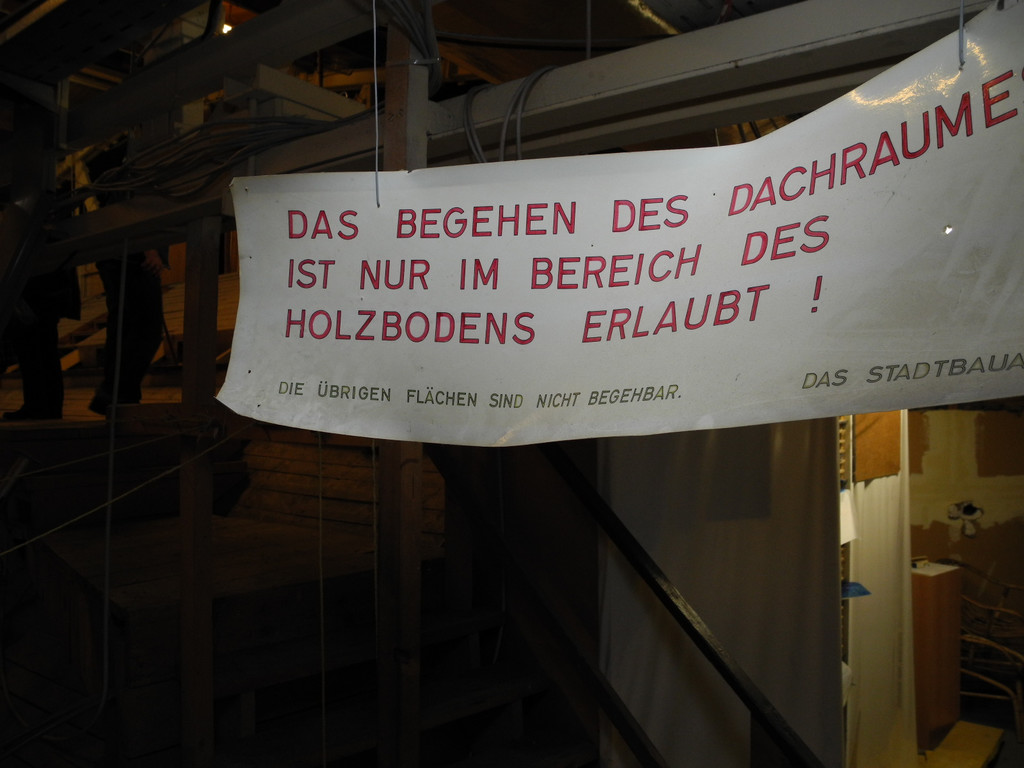 DAS BEGEHEN DES DACHRAUMES
IST NUR IM BEREICH DES
HOLZBODENS ERLAUBT !
DIE ÜBRIGEN FLÄCHEN SIND NICHT BEGEHBAR.
DAS STADTBAUA